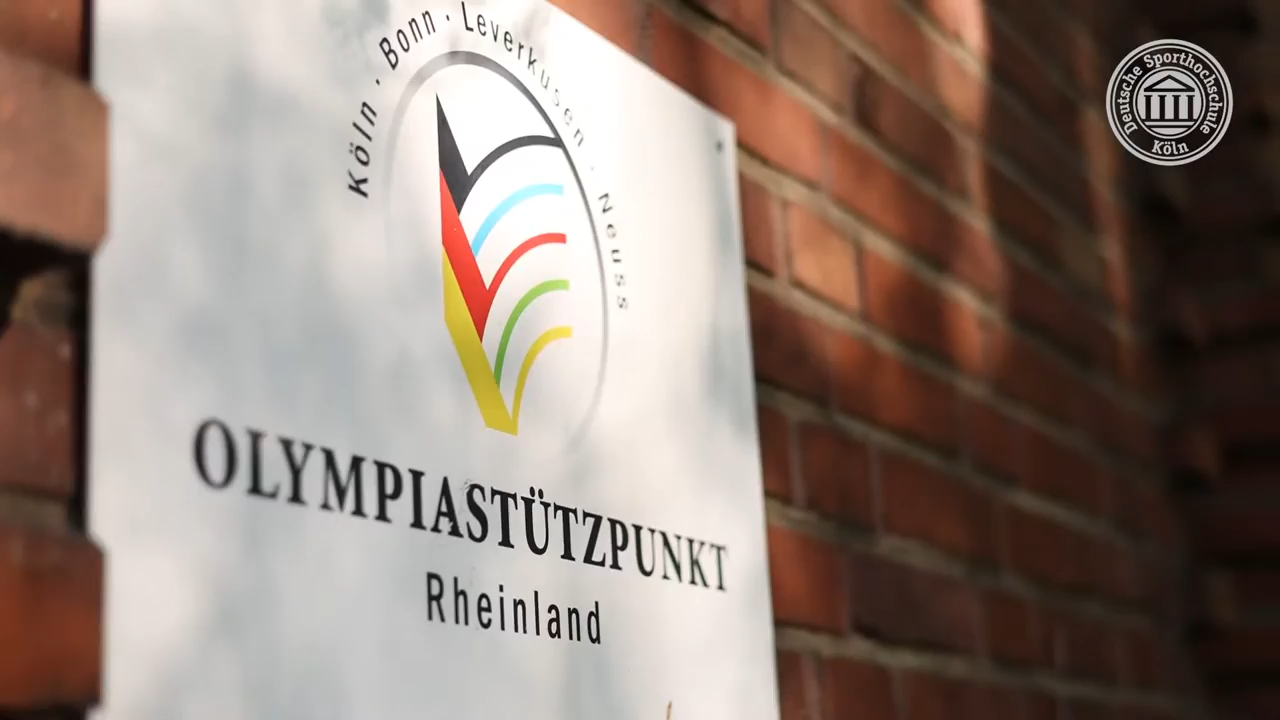 Köln · Bonn · Leverkusen · Neuss
OLYMPIASTÜTZPUNKT
Rheinland
Deutsche Sporthochschule
Köln